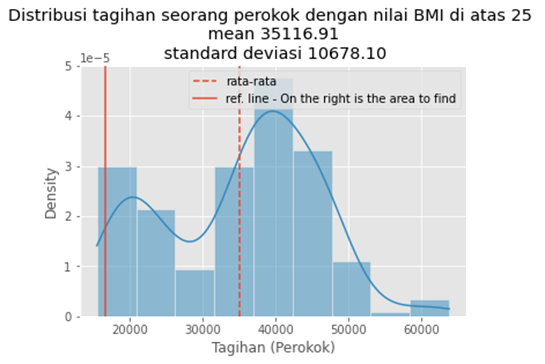 Distribusi tagihan seorang perokok dengan nilai BMI di atas 25
mean 35116.91
standard deviasi 10678.10
1e−5
rata-rata
ref. line - On the right is the area to find
5
4
3
2
1
0
Density
20000 30000 40000 50000 60000
Tagihan (Perokok)